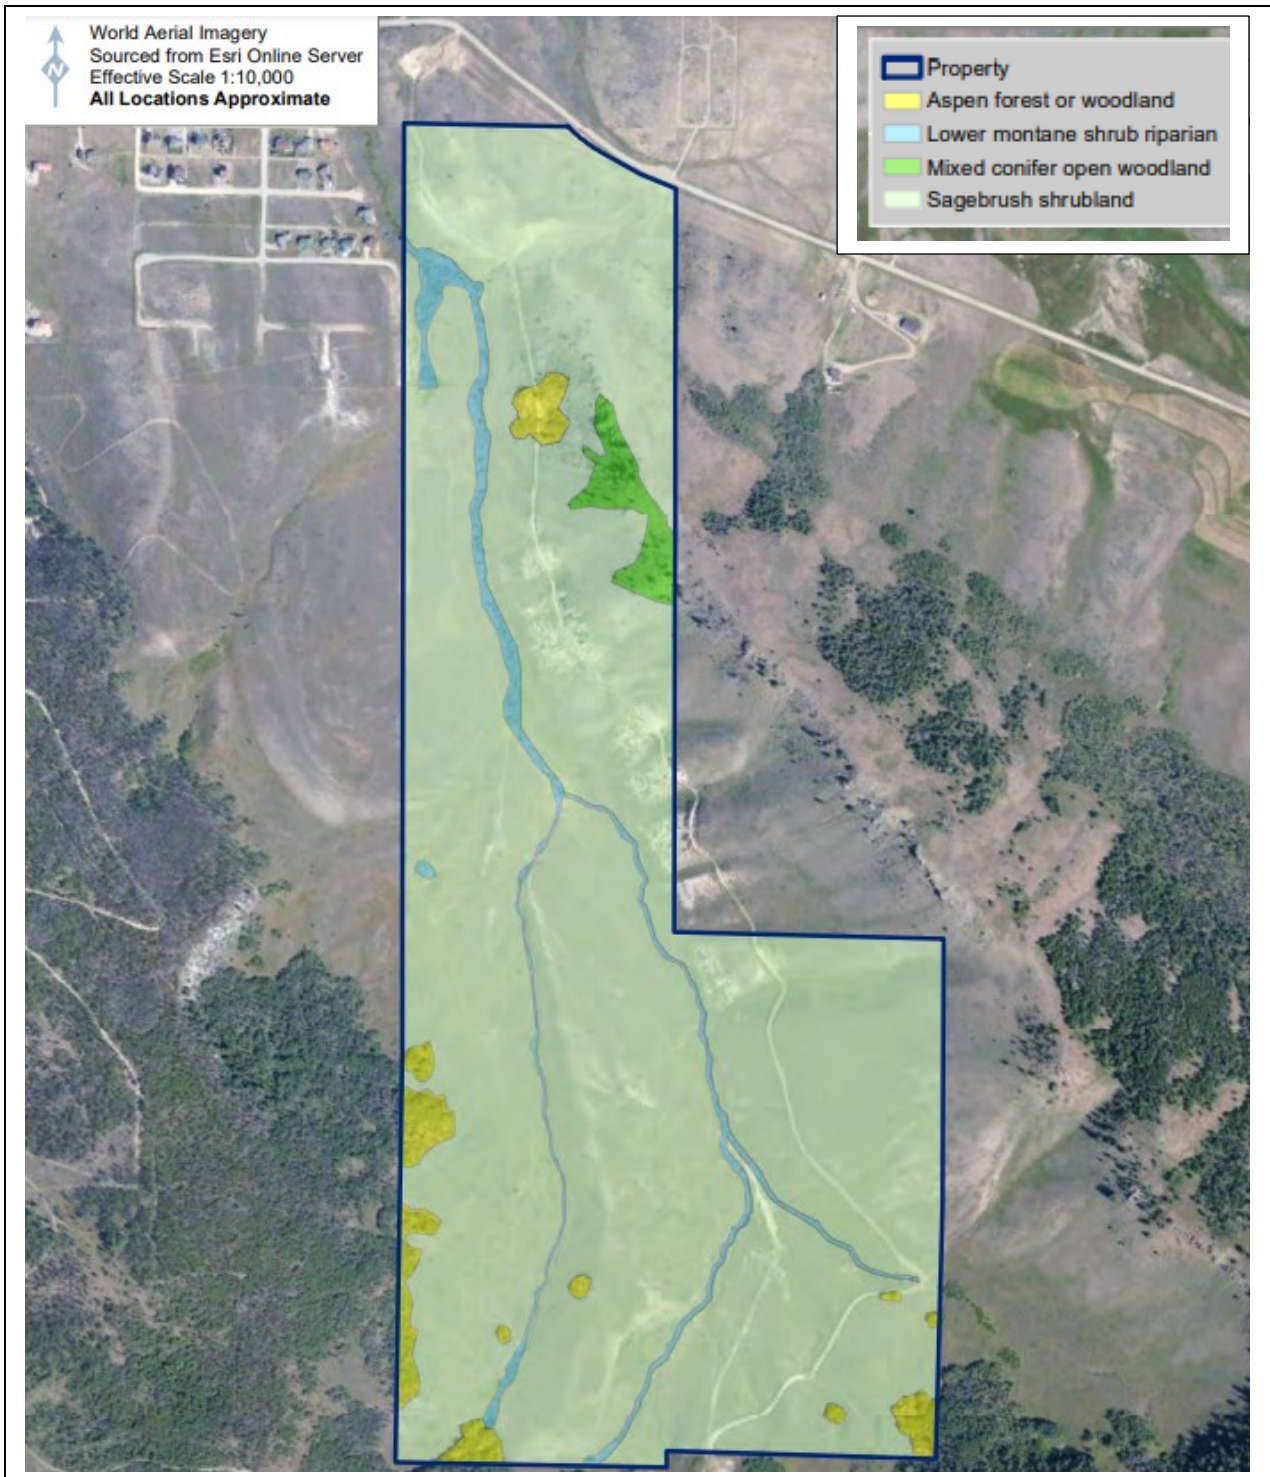 World Aerial Imagery
Sourced from Esri Online Server
Effective Scale 1:10,000
All Locations Approximate
N
Property
Aspen forest or woodland
Lower montane shrub riparian
Mixed conifer open woodland
Sagebrush shrubland